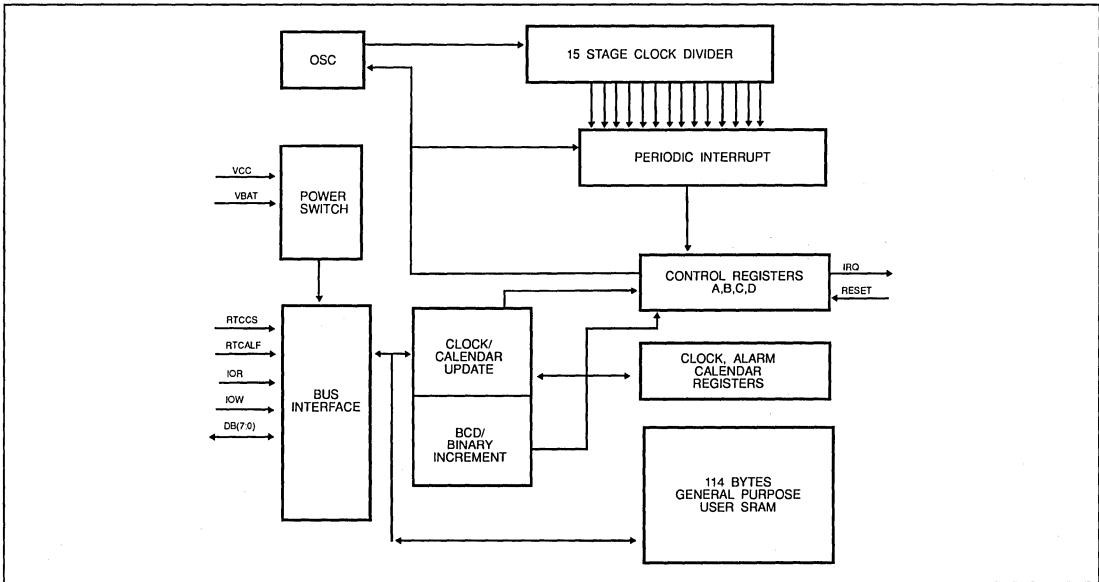 OSC
15 STAGE CLOCK DIVIDER
PERIODIC INTERRUPT
VCC
VBAT
POWER
SWITCH
CONTROL REGISTERS
A,B,C,D
IRQ
RESET
RTCCS
RTCALF
IOR
IOW
DB(7:0)
BUS
INTERFACE
CLOCK/
CALENDAR
UPDATE
BCD/
BINARY
INCREMENT
CLOCK, ALARM
CALENDAR
REGISTERS
114 BYTES
GENERAL PURPOSE
USER SRAM